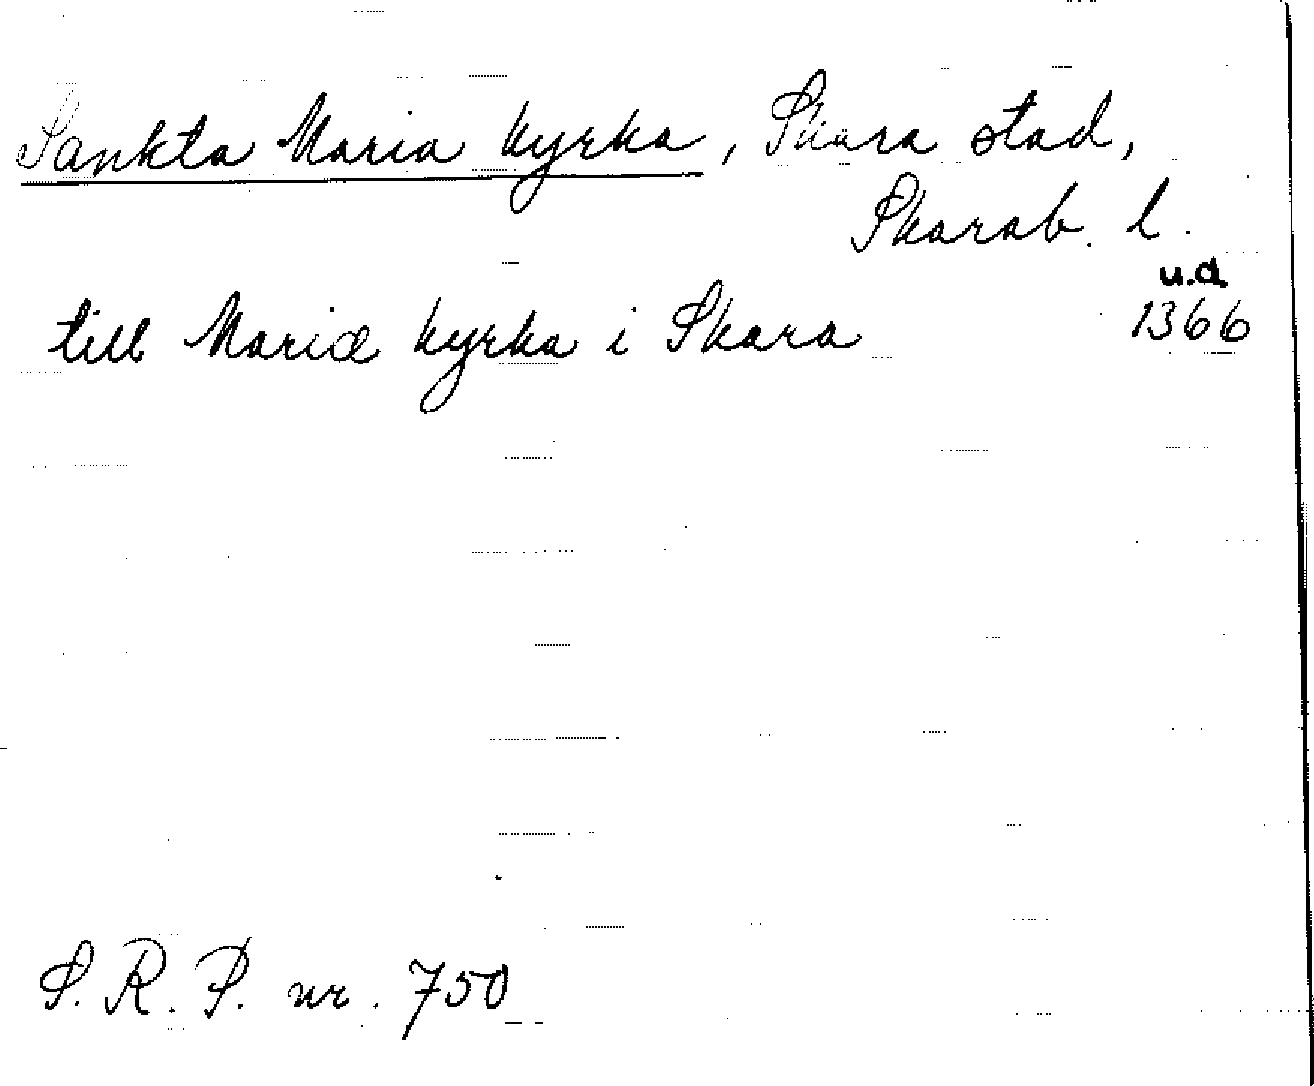 Sankta Maria kyrka, Skara stad,
Skarab. l.
u.d.
till Mariæ kyrka i Skara 1366
S.R.P. nr. 750